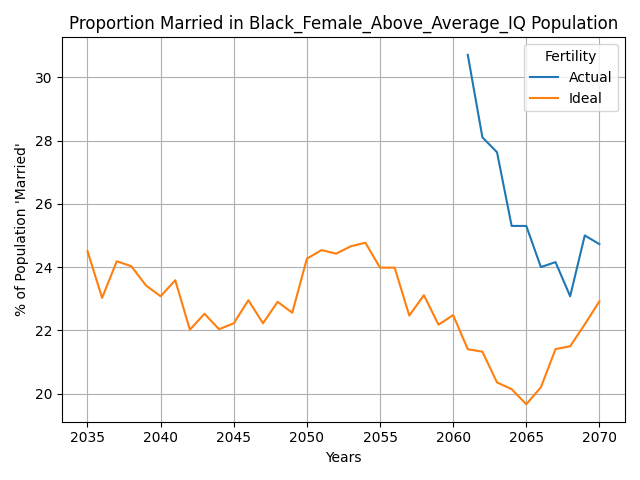 Proportion Married in Black_Female_Above_Average_IQ Population
% of Population 'Married'
30
28
26
24
22
20
Fertility
Actual
Ideal
2035 2040 2045 2050 2055 2060 2065 2070
Years